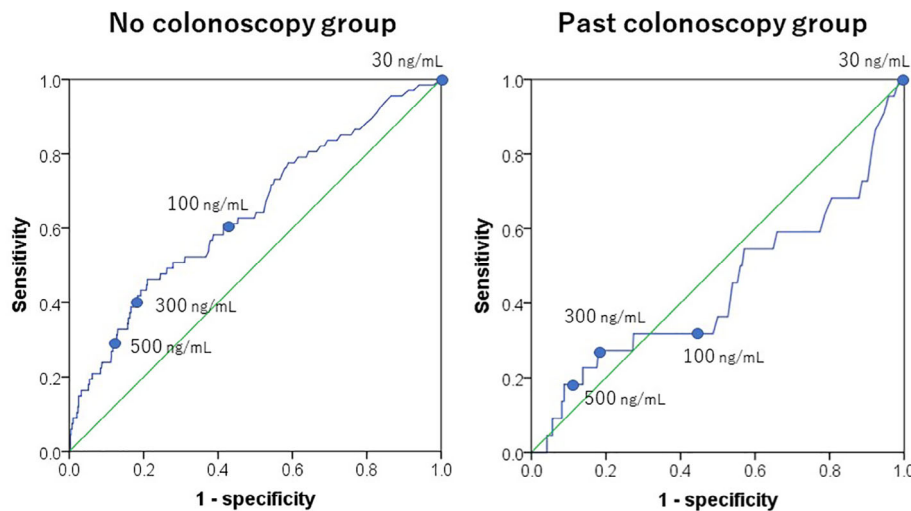 No colonoscopy group
30 ng/mL
1.0
0.8
100 ng/mL
0.6
Sensitivity
0.4
300 ng/mL
500 ng/mL
0.2
0.0
0.0 0.2 0.4 0.6 0.8 1.0
1 - specificity
Past colonoscopy group
30 ng/mL
1.0
0.8
0.6
Sensitivity
0.4
300 ng/mL
100 ng/mL
500 ng/mL
0.2
0.0
0.0 0.2 0.4 0.6 0.8 1.0
1 - specificity